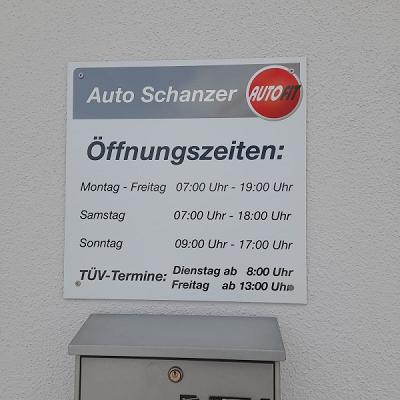 Auto Schanzer AUTOFIT
Öffnungszeiten:
Montag - Freitag 07:00 Uhr - 19:00 Uhr
Samstag 07:00 Uhr - 18:00 Uhr
Sonntag 09:00 Uhr - 17:00 Uhr
TÜV-Termine: Dienstag ab 8:00 Uhr
Freitag ab 13:00 Uhr